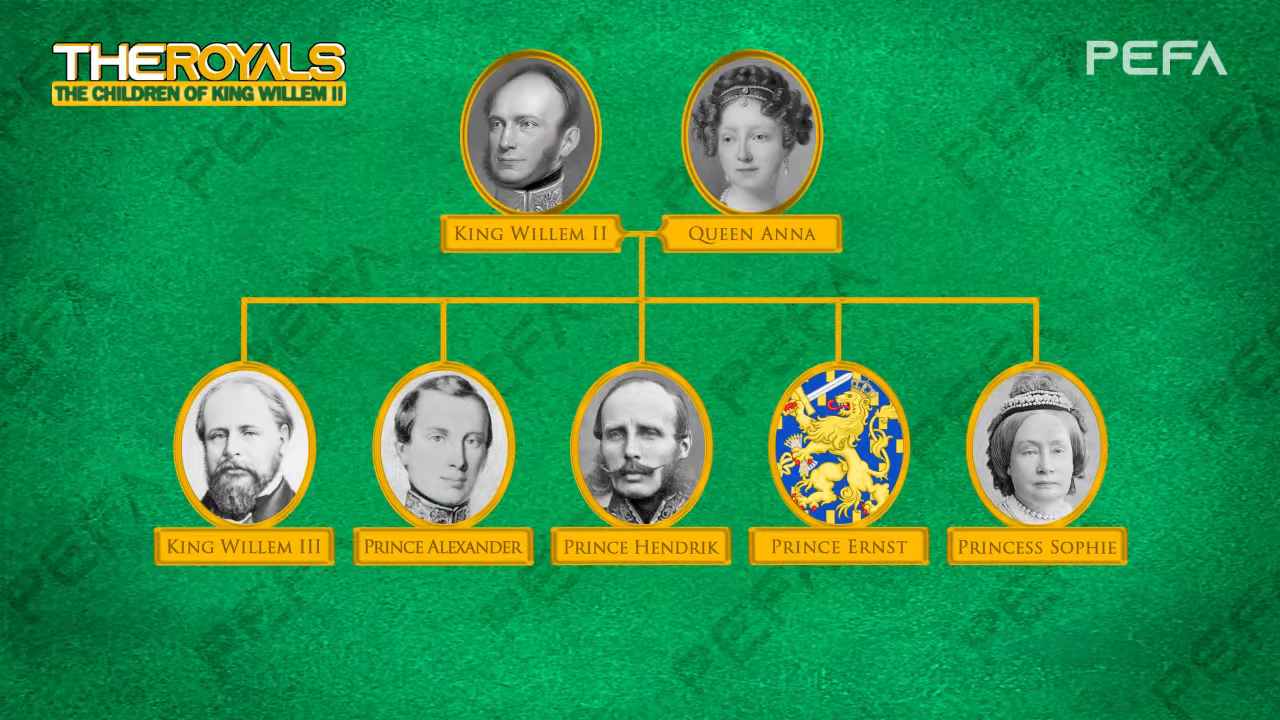 THEROYALS
THE CHILDREN OF KING WILLEM II
PEFA
KING WILLEM II
QUEEN ANNA
KING WILLEM III
PRINCE ALEXANDER
PRINCE HENDRIK
PRINCE ERNST
PRINCESS SOPHIE